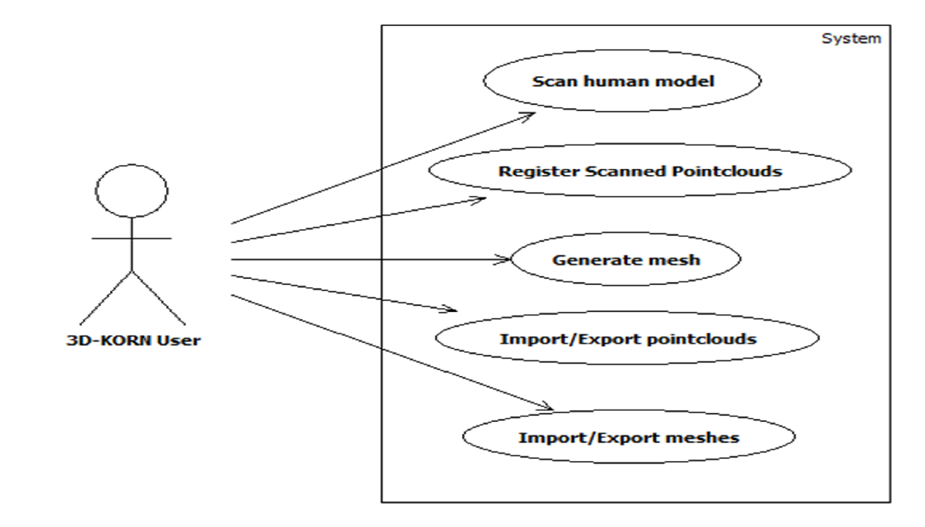 System
Scan human model
Register Scanned Pointclouds
Generate mesh
Import/Export pointclouds
Import/Export meshes
3D-KORN User